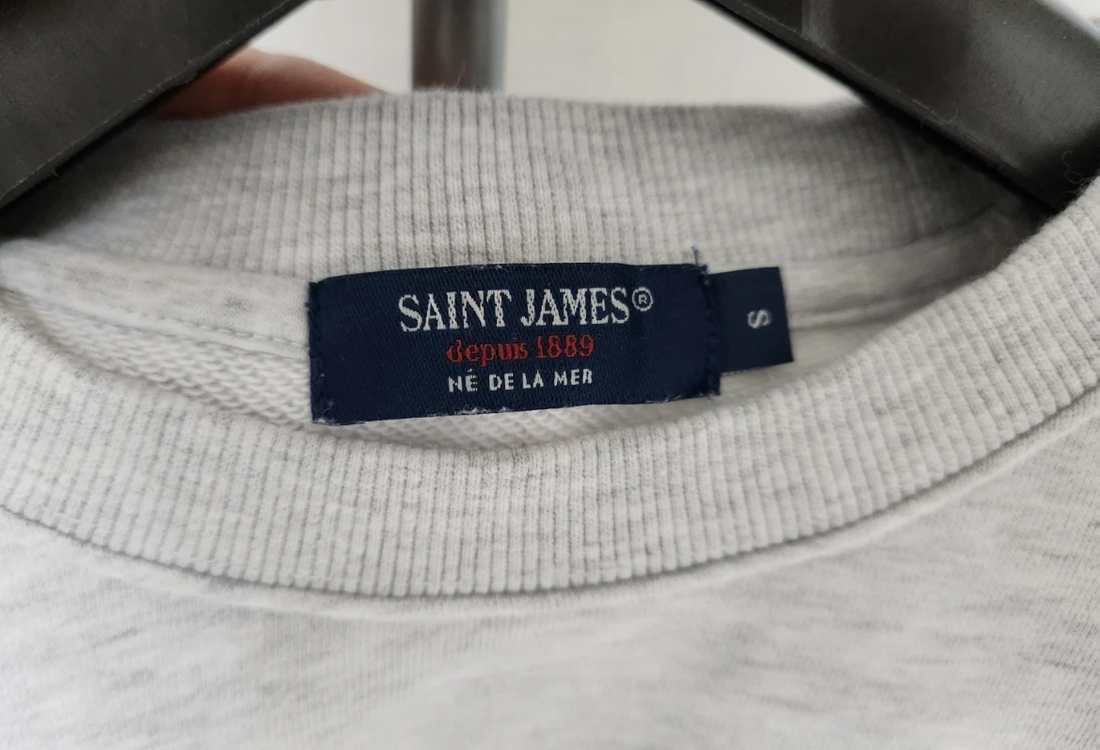 SAINT JAMES®
depuis 1889
NÉ DE LA MER
S